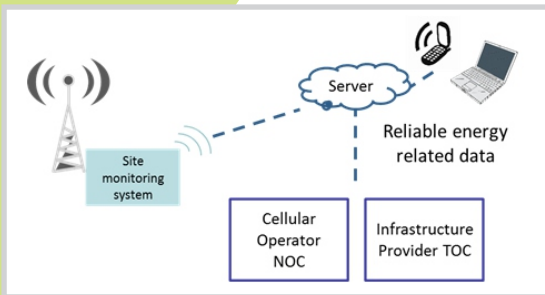 Server
Site
monitoring
system
Reliable energy
related data
Cellular
Operator
NOC
Infrastructure
Provider TOC